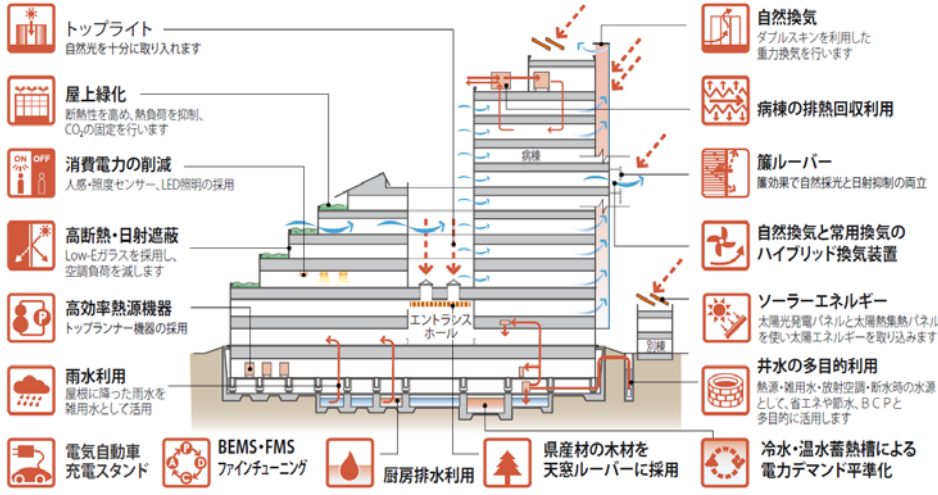 トップライト
自然光を十分に取り入れます
屋上緑化
断熱性を高め、熱負荷を抑制、
CO₂の固定を行います
ON OFF
消費電力の削減
人感・照度センサー、LED照明の採用
高断熱・日射遮蔽
Low-Eガラスを採用し、
空調負荷を減します
P
高効率熱源機器
トップランナー機器の採用
雨水利用
屋根に降った雨水を
雑用水として活用
電気自動車
充電スタンド
P
D
C
A
BEMS・FMS
ファインチューニング
厨房排水利用
県産材の木材を
天窓ルーバーに採用
冷水・温水蓄熱槽による
電力デマンド平準化
病棟
エントランス
ホール
別棟
自然換気
ダブルスキンを利用した
重力換気を行います
病棟の排熱回収利用
簾ルーバー
簾効果で自然採光と日射抑制の両立
自然換気と常用換気の
ハイブリッド換気装置
ソーラーエネルギー
太陽光発電パネルと太陽熱集熱パネル
を使い太陽エネルギーを取り込みます
井水の多目的利用
熱源・雑用水・放射空調・断水時の水源
として、省エネや節水、ＢＣＰと
多目的に活用します